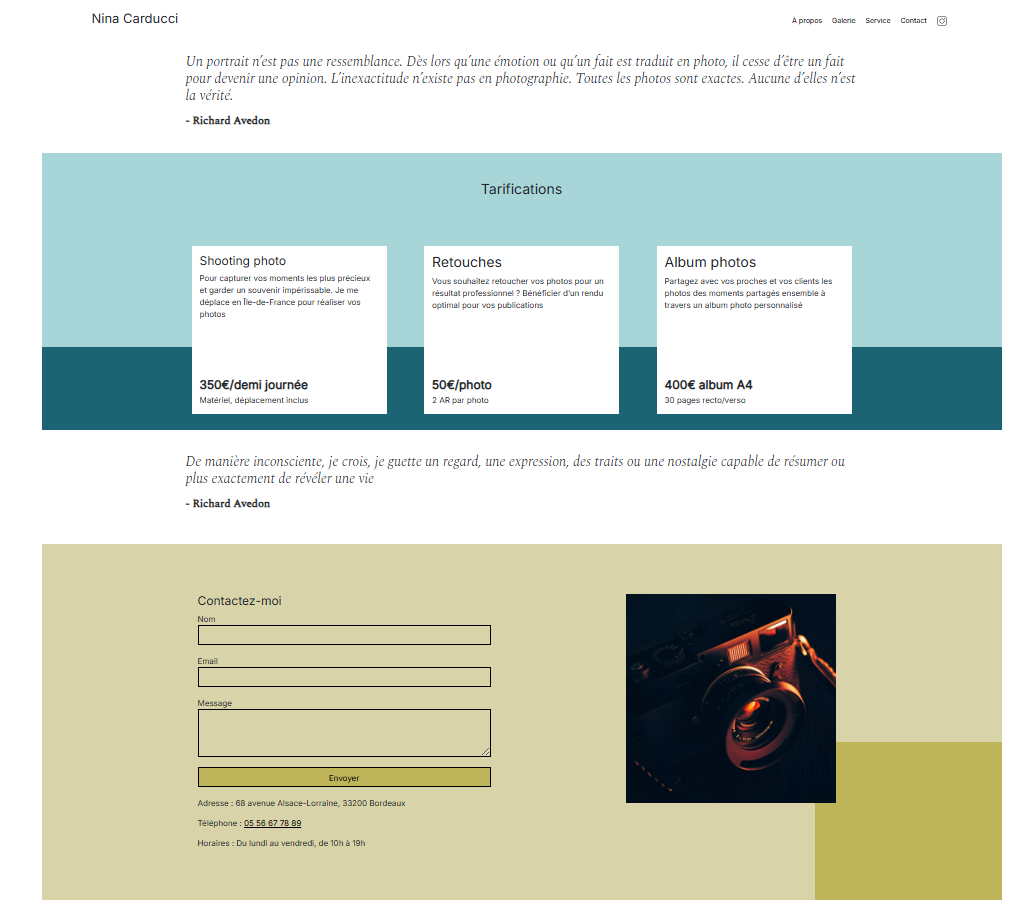 Nina Carducci
À propos Galerie Service Contact
Un portrait n’est pas une ressemblance. Dès lors qu’une émotion ou qu’un fait est traduit en photo, il cesse d’être un fait
pour devenir une opinion. L’inexactitude n’existe pas en photographie. Toutes les photos sont exactes. Aucune d’elles n’est
la vérité.
- Richard Avedon
Tarifications
Shooting photo
Pour capturer vos moments les plus précieux
et garder un souvenir impérissable. Je me
déplace en Île-de-France pour réaliser vos
photos
350€/demi journée
Matériel, déplacement inclus
Retouches
Vous souhaitez retoucher vos photos pour un
résultat professionnel ? Bénéficier d’un rendu
optimal pour vos publications
50€/photo
2 AR par photo
Album photos
Partagez avec vos proches et vos clients les
photos des moments partagés ensemble à
travers un album photo personnalisé
400€ album A4
30 pages recto/verso
De manière inconsciente, je crois, je guette un regard, une expression, des traits ou une nostalgie capable de résumer ou
plus exactement de révéler une vie
- Richard Avedon
Contactez-moi
Nom
Email
Message
Envoyer
Adresse : 68 avenue Alsace-Lorraine, 33200 Bordeaux
Téléphone : 05 56 67 78 89
Horaires : Du lundi au vendredi, de 10h à 19h